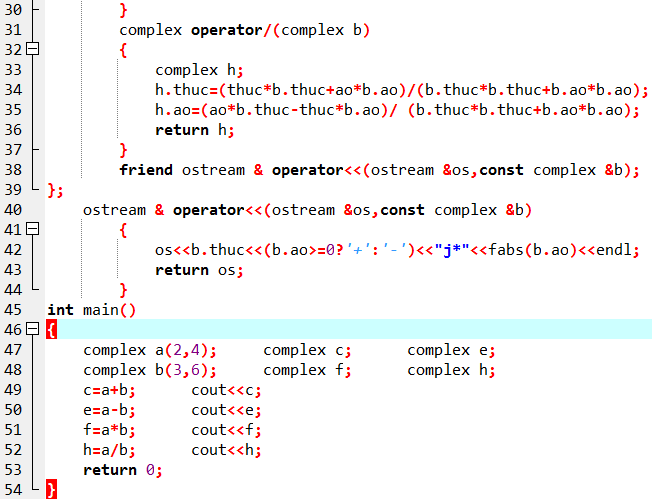 30 }
31 complex operator/(complex b)
32 {
33 complex h;
34 h.thuc=(thuc*b.thuc+ao*b.ao)/(b.thuc*b.thuc+b.ao*b.ao);
35 h.ao=(ao*b.thuc-thuc*b.ao)/ (b.thuc*b.thuc+b.ao*b.ao);
36 return h;
37 }
38 friend ostream & operator<<(ostream &os,const complex &b);
39 };
40 ostream & operator<<(ostream &os,const complex &b)
41 {
42 os<<b.thuc<<(b.ao>=0?'+':'-')<<"j*"<<fabs(b.ao)<<endl;
43 return os;
44 }
45 int main()
46 {
47 complex a(2,4); complex c; complex e;
48 complex b(3,6); complex f; complex h;
49 c=a+b; cout<<c;
50 e=a-b; cout<<e;
51 f=a*b; cout<<f;
52 h=a/b; cout<<h;
53 return 0;
54 }